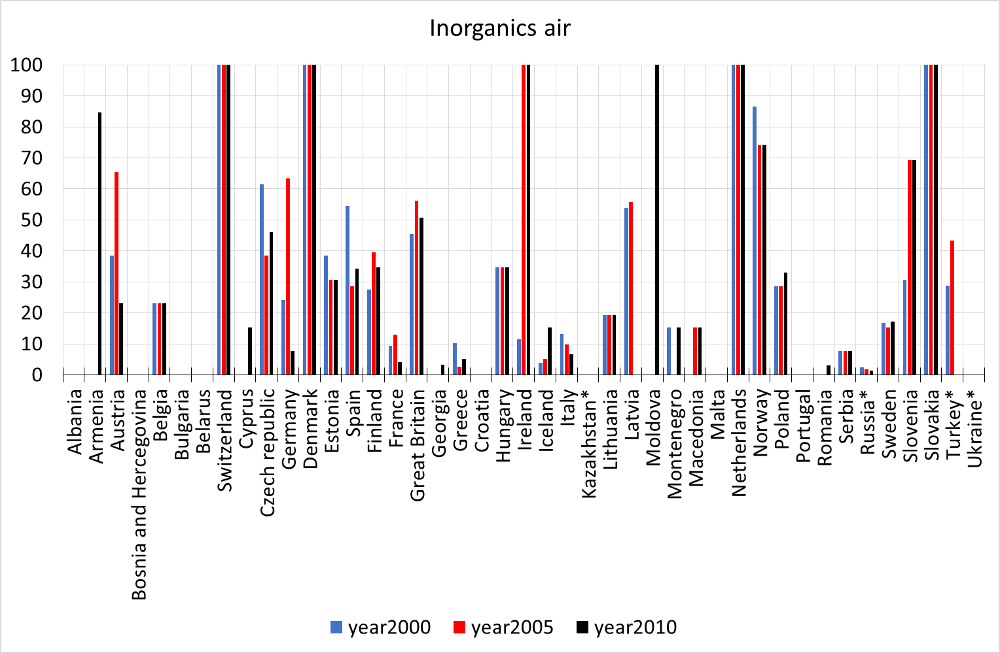 Inorganics air
100
90
80
70
60
50
40
30
20
10
0
Albania
Armenia
Austria
Bosnia and Hercegovina
Belgia
Bulgaria
Belarus
Switzerland
Cyprus
Czech republic
Germany
Denmark
Estonia
Spain
Finland
France
Great Britain
Georgia
Greece
Croatia
Hungary
Ireland
Iceland
Italy
Kazakhstan*
Lithuania
Latvia
Moldova
Montenegro
Macedonia
Malta
Netherlands
Norway
Poland
Portugal
Romania
Serbia
Russia*
Sweden
Slovenia
Slovakia
Turkey*
Ukraine*
year2000 year2005 year2010